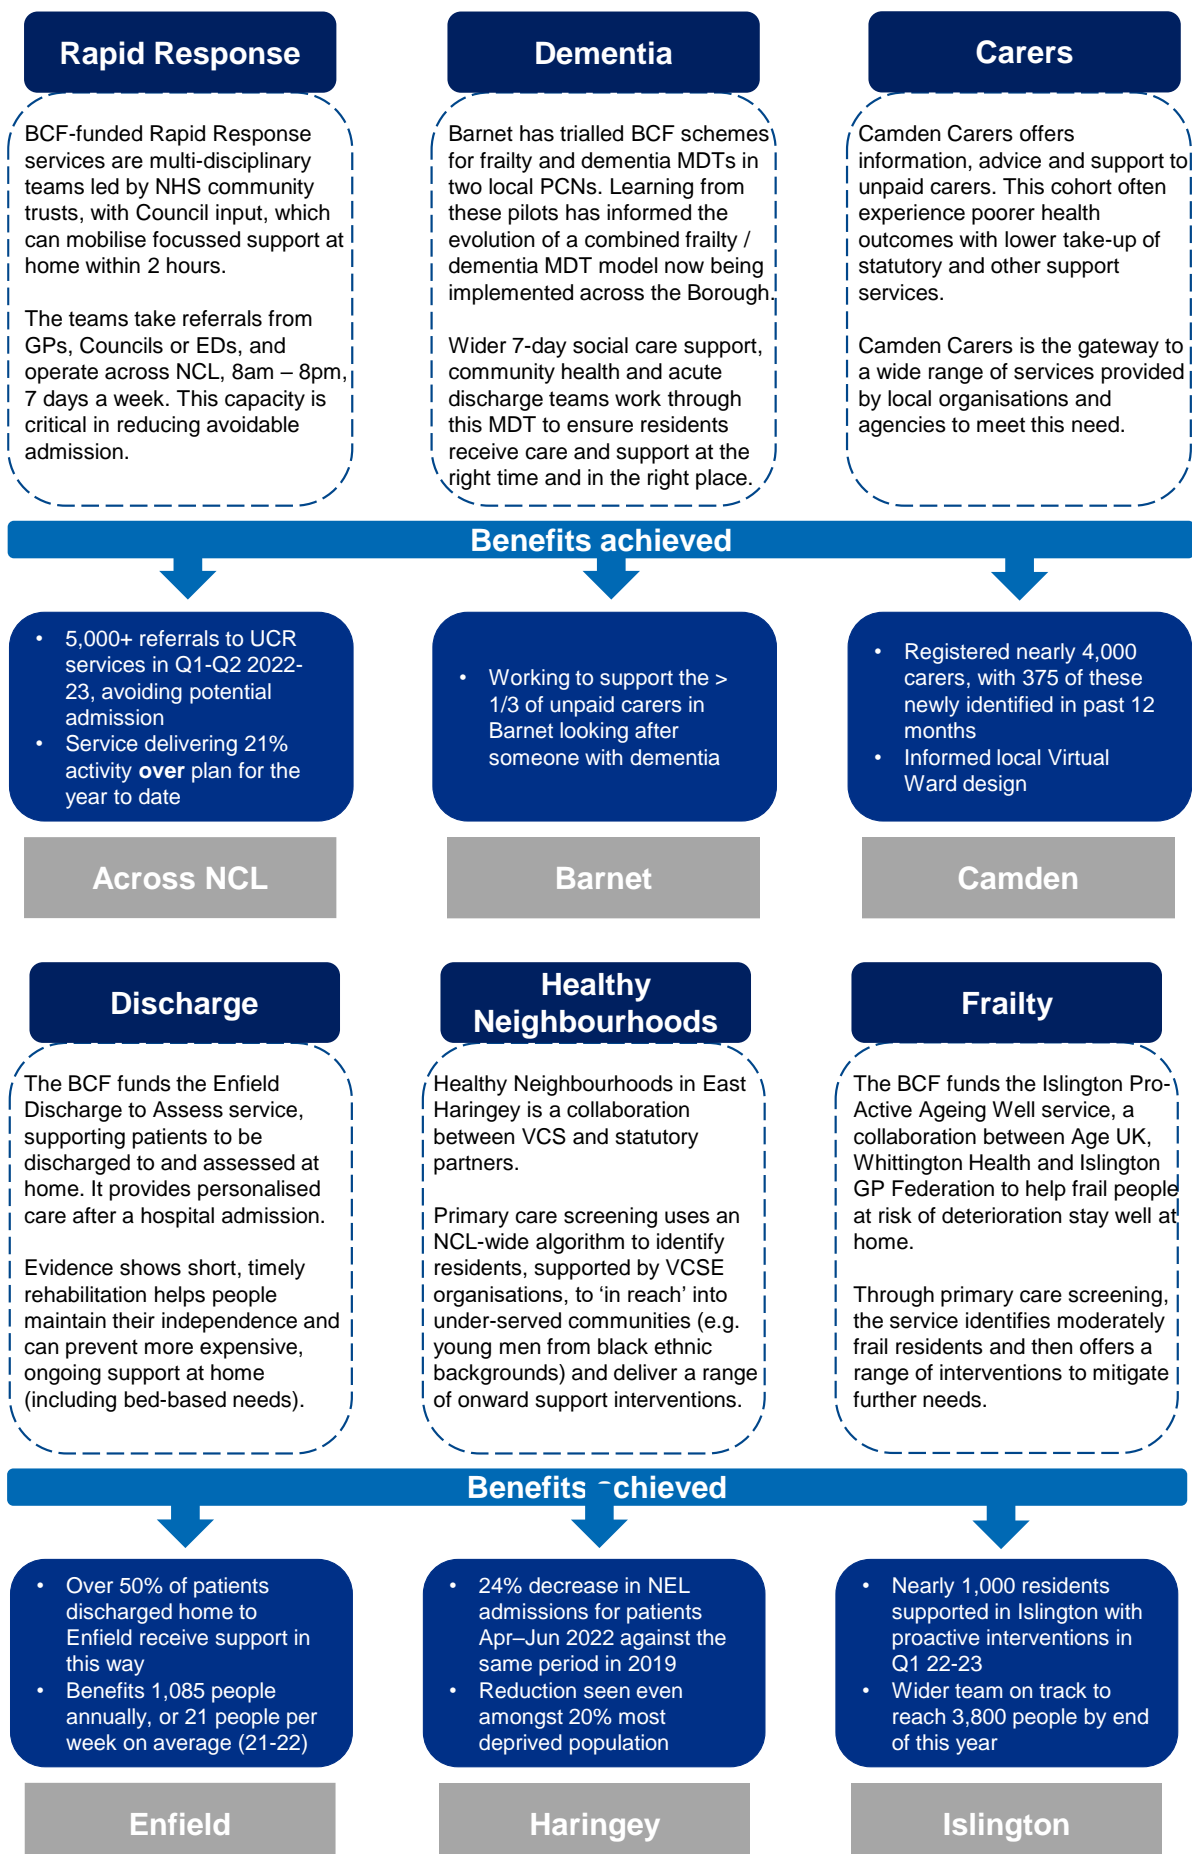 Rapid Response
BCF-funded Rapid Response
services are multi-disciplinary
teams led by NHS community
trusts, with Council input, which
can mobilise focussed support at
home within 2 hours.
The teams take referrals from
GPs, Councils or EDs, and
operate across NCL, 8am – 8pm,
7 days a week. This capacity is
critical in reducing avoidable
admission.
Dementia
Barnet has trialled BCF schemes
for frailty and dementia MDTs in
two local PCNs. Learning from
these pilots has informed the
evolution of a combined frailty /
dementia MDT model now being
implemented across the Borough.
Wider 7-day social care support,
community health and acute
discharge teams work through
this MDT to ensure residents
receive care and support at the
right time and in the right place.
Carers
Camden Carers offers
information, advice and support to
unpaid carers. This cohort often
experience poorer health
outcomes with lower take-up of
statutory and other support
services.
Camden Carers is the gateway to
a wide range of services provided
by local organisations and
agencies to meet this need.
Benefits achieved
• 5,000+ referrals to UCR
services in Q1-Q2 2022-
23, avoiding potential
admission
• Service delivering 21%
activity over plan for the
year to date
• Working to support the >
1/3 of unpaid carers in
Barnet looking after
someone with dementia
• Registered nearly 4,000
carers, with 375 of these
newly identified in past 12
months
• Informed local Virtual
Ward design
Across NCL
Barnet
Camden
Discharge
The BCF funds the Enfield
Discharge to Assess service,
supporting patients to be
discharged to and assessed at
home. It provides personalised
care after a hospital admission.
Evidence shows short, timely
rehabilitation helps people
maintain their independence and
can prevent more expensive,
ongoing support at home
(including bed-based needs).
Healthy
Neighbourhoods
Healthy Neighbourhoods in East
Haringey is a collaboration
between VCS and statutory
partners.
Primary care screening uses an
NCL-wide algorithm to identify
residents, supported by VCSE
organisations, to ‘in reach’ into
under-served communities (e.g.
young men from black ethnic
backgrounds) and deliver a range
of onward support interventions.
Frailty
The BCF funds the Islington Pro-
Active Ageing Well service, a
collaboration between Age UK,
Whittington Health and Islington
GP Federation to help frail people
at risk of deterioration stay well at
home.
Through primary care screening,
the service identifies moderately
frail residents and then offers a
range of interventions to mitigate
further needs.
Benefits achieved
• Over 50% of patients
discharged home to
Enfield receive support in
this way
• Benefits 1,085 people
annually, or 21 people per
week on average (21-22)
• 24% decrease in NEL
admissions for patients
Apr–Jun 2022 against the
same period in 2019
• Reduction seen even
amongst 20% most
deprived population
• Nearly 1,000 residents
supported in Islington with
proactive interventions in
Q1 22-23
• Wider team on track to
reach 3,800 people by end
of this year
Enfield
Haringey
Islington